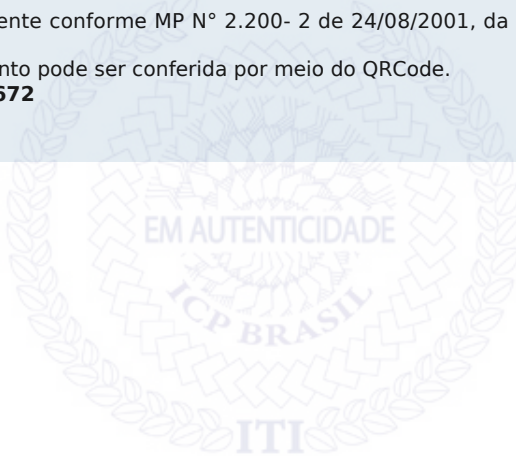 ente conforme MP N° 2.200- 2 de 24/08/2001, da
nto pode ser conferida por meio do QRCode.
672
EM AUTENTICIDADE
ICP BRASIL
ITI